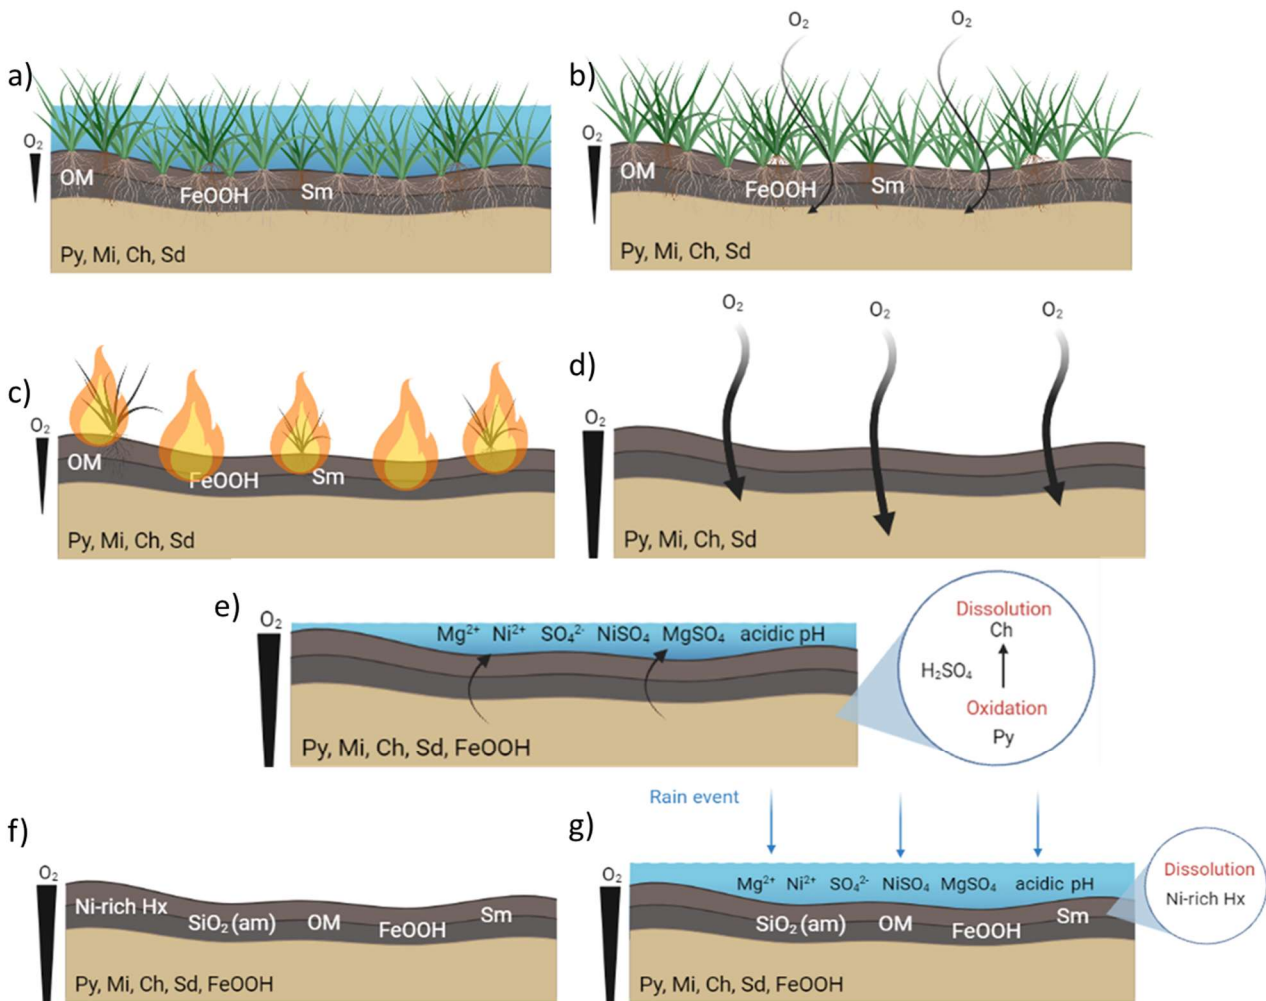 a)
O₂
OM
FeOOH
Sm
Py, Mi, Ch, Sd
b)
O₂
O₂
O₂
OM
FeOOH
Sm
Py, Mi, Ch, Sd
c)
O₂
OM
FeOOH
Sm
Py, Mi, Ch, Sd
d)
O₂
O₂
O₂
O₂
Py, Mi, Ch, Sd
e)
O₂
Mg²⁺ Ni²⁺ SO₄²⁻ NiSO₄ MgSO₄ acidic pH
Py, Mi, Ch, Sd, FeOOH
Dissolution
Ch
H₂SO₄
Oxidation
Py
f)
O₂
Ni-rich Hx
SiO₂ (am)
OM
FeOOH
Sm
Py, Mi, Ch, Sd, FeOOH
g)
Rain event
O₂
Mg²⁺ Ni²⁺ SO₄²⁻ NiSO₄ MgSO₄ acidic pH
SiO₂ (am)
OM
FeOOH
Sm
Py, Mi, Ch, Sd, FeOOH
Dissolution
Ni-rich Hx